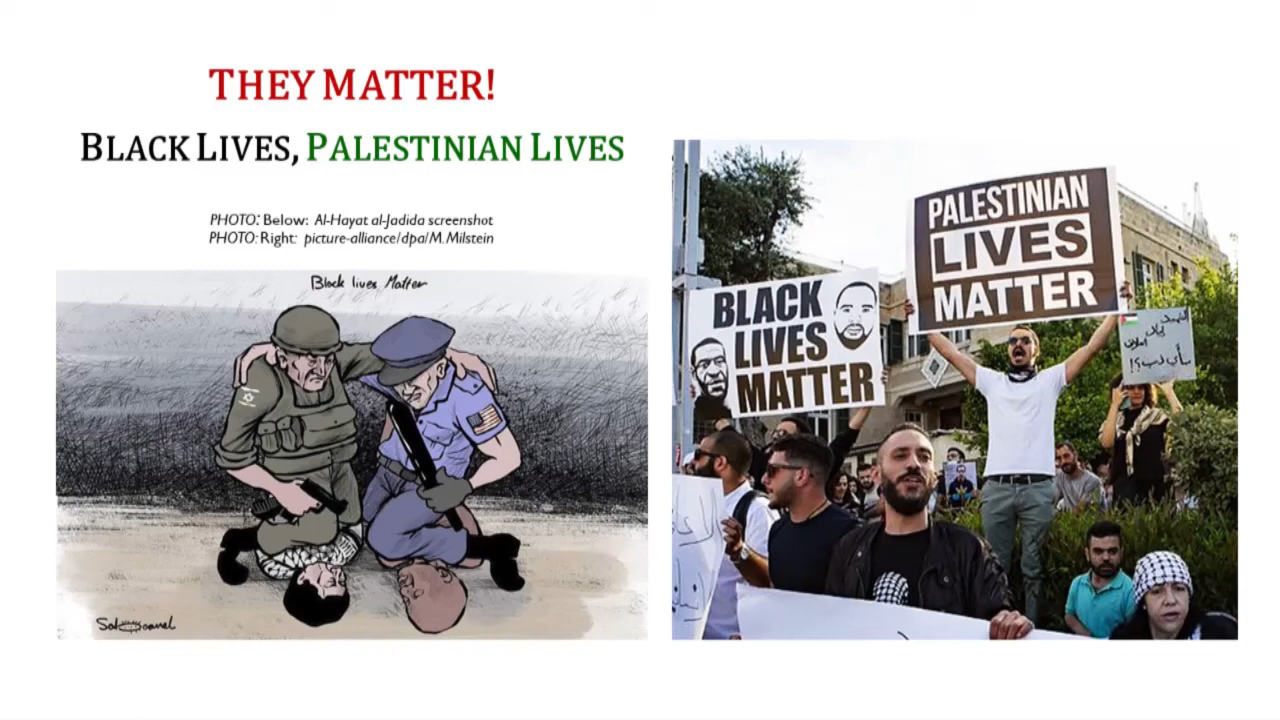 THEY MATTER!
BLACK LIVES, PALESTINIAN LIVES
PHOTO: Below: Al-Hayat al-Jadida screenshot
PHOTO: Right: picture-alliance/dpa/M. Milstein
Black lives Matter
BLACK
LIVES
MATTER
PALESTINIAN
LIVES
MATTER